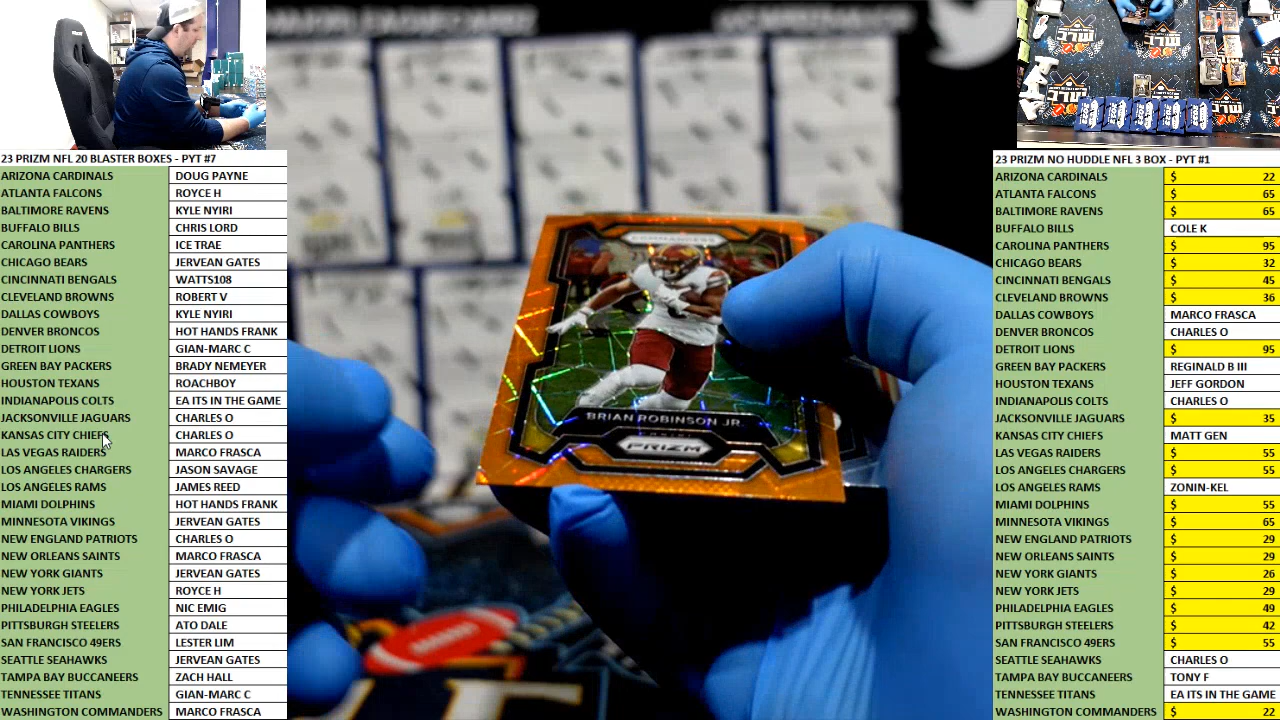 23 PRIZM NFL 20 BLASTER BOXES - PYT #7
ARIZONA CARDINALS DOUG PAYNE
ATLANTA FALCONS ROYCE H
BALTIMORE RAVENS KYLE NYIRI
BUFFALO BILLS CHRIS LORD
CAROLINA PANTHERS ICE TRAE
CHICAGO BEARS JERVEAN GATES
CINCINNATI BENGALS WATTS108
CLEVELAND BROWNS ROBERT V
DALLAS COWBOYS KYLE NYIRI
DENVER BRONCOS HOT HANDS FRANK
DETROIT LIONS GIAN-MARC C
GREEN BAY PACKERS BRADY NEMEYER
HOUSTON TEXANS ROACHBOY
INDIANAPOLIS COLTS EA ITS IN THE GAME
JACKSONVILLE JAGUARS CHARLES O
KANSAS CITY CHIEFS CHARLES O
LAS VEGAS RAIDERS MARCO FRASCA
LOS ANGELES CHARGERS JASON SAVAGE
LOS ANGELES RAMS JAMES REED
MIAMI DOLPHINS HOT HANDS FRANK
MINNESOTA VIKINGS JERVEAN GATES
NEW ENGLAND PATRIOTS CHARLES O
NEW ORLEANS SAINTS MARCO FRASCA
NEW YORK GIANTS JERVEAN GATES
NEW YORK JETS ROYCE H
PHILADELPHIA EAGLES NIC EMIG
PITTSBURGH STEELERS ATO DALE
SAN FRANCISCO 49ERS LESTER LIM
SEATTLE SEAHAWKS JERVEAN GATES
TAMPA BAY BUCCANEERS ZACH HALL
TENNESSEE TITANS GIAN-MARC C
WASHINGTON COMMANDERS MARCO FRASCA
COMMANDERS
BRIAN ROBINSON JR.
PANINI
PRIZM
23 PRIZM NO HUDDLE NFL 3 BOX - PYT #1
ARIZONA CARDINALS $ 22
ATLANTA FALCONS $ 65
BALTIMORE RAVENS $ 65
BUFFALO BILLS COLE K
CAROLINA PANTHERS $ 95
CHICAGO BEARS $ 32
CINCINNATI BENGALS $ 45
CLEVELAND BROWNS $ 36
DALLAS COWBOYS MARCO FRASCA
DENVER BRONCOS CHARLES O
DETROIT LIONS $ 95
GREEN BAY PACKERS REGINALD B III
HOUSTON TEXANS JEFF GORDON
INDIANAPOLIS COLTS CHARLES O
JACKSONVILLE JAGUARS $ 35
KANSAS CITY CHIEFS MATT GEN
LAS VEGAS RAIDERS $ 55
LOS ANGELES CHARGERS $ 55
LOS ANGELES RAMS ZONIN-KEL
MIAMI DOLPHINS $ 55
MINNESOTA VIKINGS $ 65
NEW ENGLAND PATRIOTS $ 29
NEW ORLEANS SAINTS $ 29
NEW YORK GIANTS $ 26
NEW YORK JETS $ 29
PHILADELPHIA EAGLES $ 49
PITTSBURGH STEELERS $ 42
SAN FRANCISCO 49ERS $ 55
SEATTLE SEAHAWKS CHARLES O
TAMPA BAY BUCCANEERS TONY F
TENNESSEE TITANS EA ITS IN THE GAME
WASHINGTON COMMANDERS $ 22